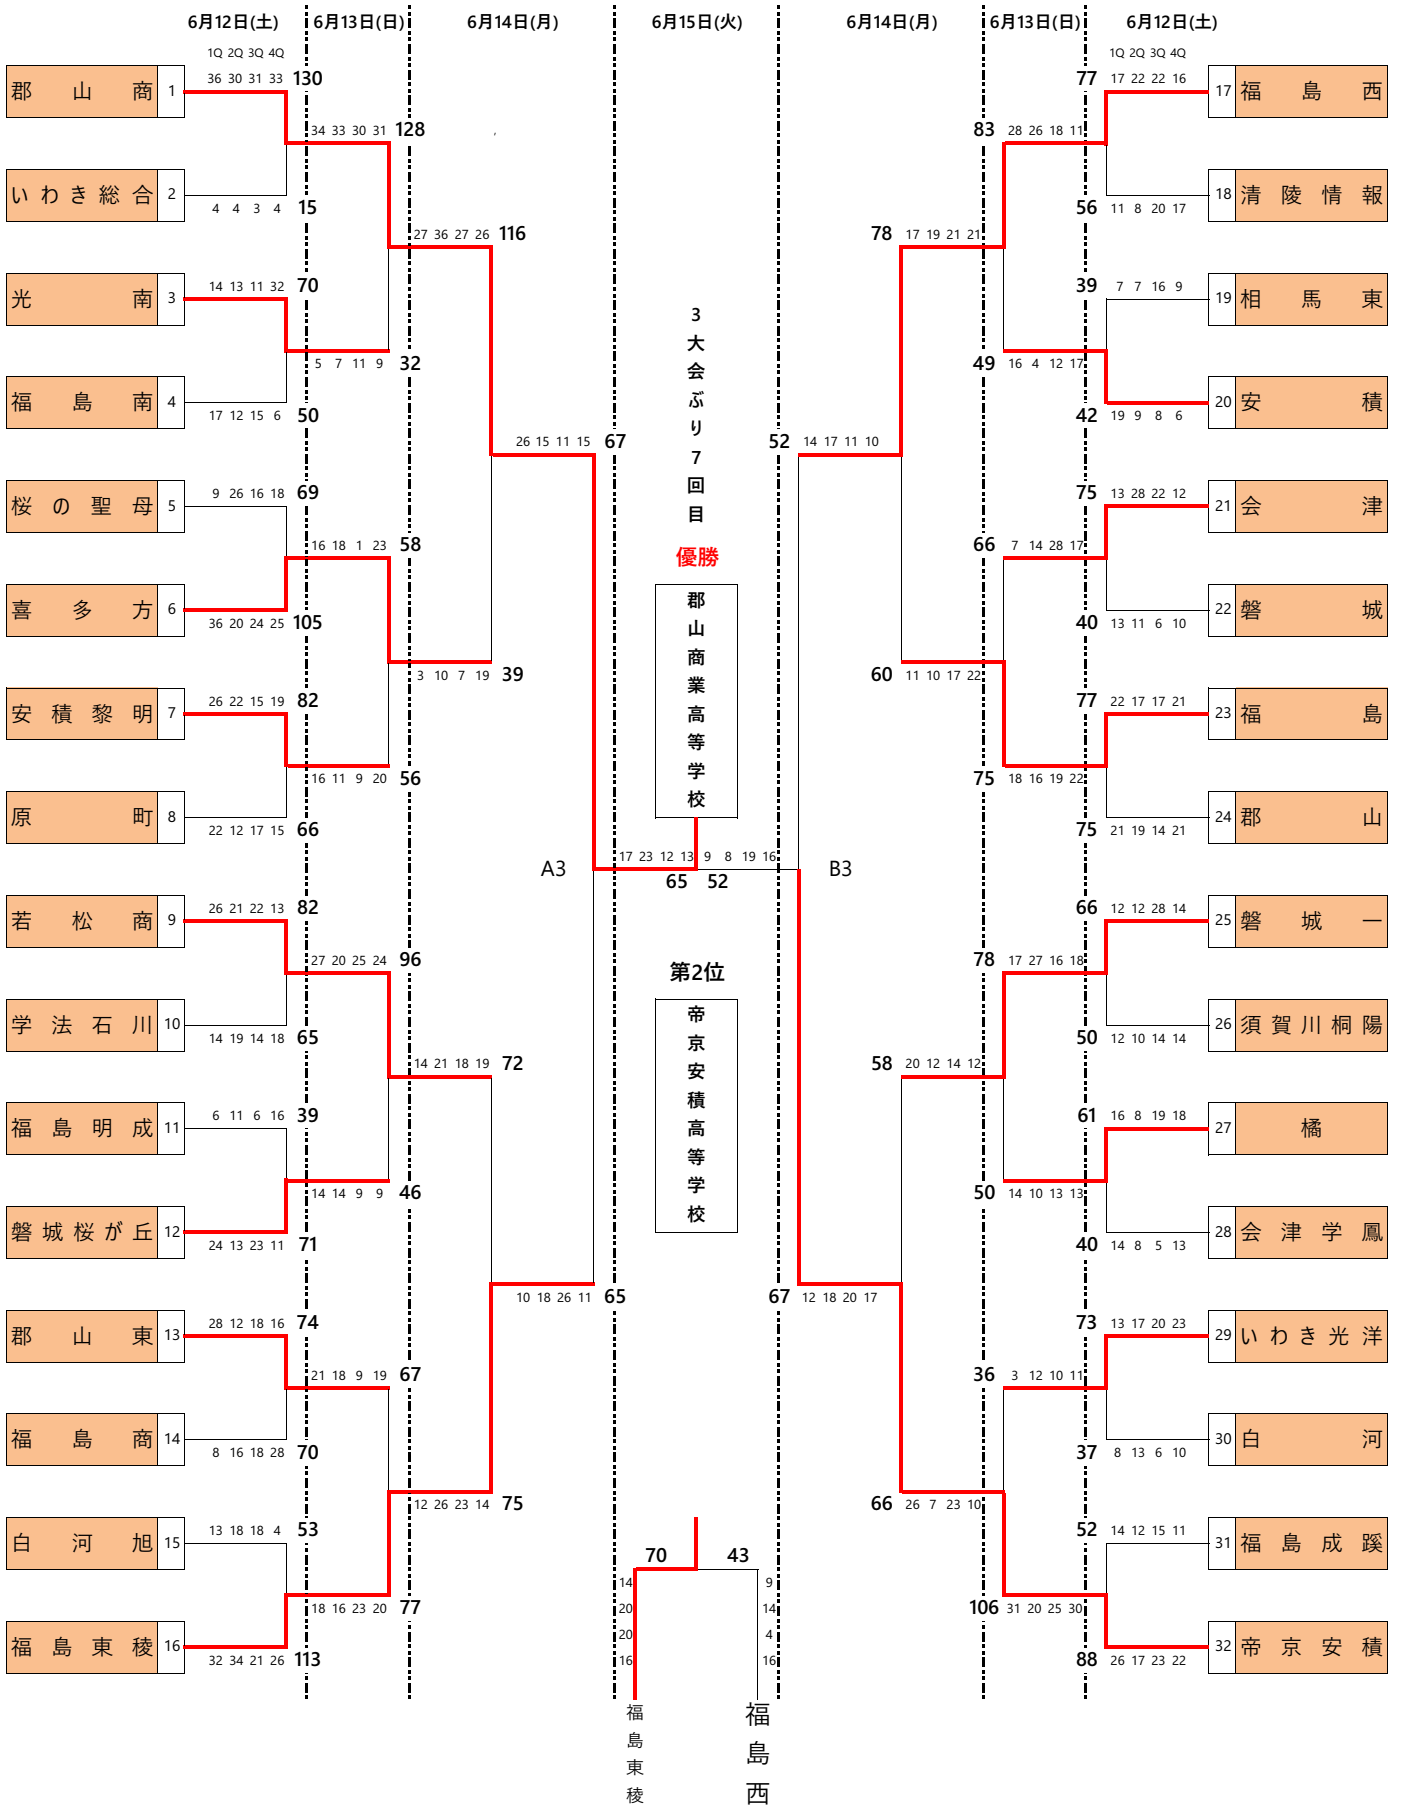 6月12日(土) 6月13日(日) 6月14日(月) 6月15日(火) 6月14日(月) 6月13日(日) 6月12日(土)
1Q 2Q 3Q 4Q 1Q 2Q 3Q 4Q
郡山商 1 36 30 31 33 130
77 17 22 22 16 17 福島西
34 33 30 31 128
83 28 26 18 11
いわき総合 2 4 4 3 4 15
56 11 8 20 17 18 清陵情報
27 36 27 26 116
78 17 19 21 21
光南 3 14 13 11 32 70
39 7 7 16 9 19 相馬東
5 7 11 9 32
49 16 4 12 17
福島南 4 17 12 15 6 50
42 19 9 8 6 20 安積
26 15 11 15 67
52 14 17 11 10
桜の聖母 5 9 26 16 18 69
75 13 28 22 12 21 会津
16 18 1 23 58
66 7 14 28 17
喜多方 6 36 20 24 25 105
40 13 11 6 10 22 磐城
3 10 7 19 39
60 11 10 17 22
安積黎明 7 26 22 15 19 82
77 22 17 17 21 23 福島
16 11 9 20 56
75 18 16 19 22
原町 8 22 12 17 15 66
75 21 19 14 21 24 郡山
3大会ぶり7回目
優勝
郡山商業高等学校
A3 17 23 12 13 9 8 19 16 B3
65 52
第2位
帝京安積高等学校
若松商 9 26 21 22 13 82
66 12 12 28 14 25 磐城一
27 20 25 24 96
78 17 27 16 18
学法石川 10 14 19 14 18 65
50 12 10 14 14 26 須賀川桐陽
14 21 18 19 72
58 20 12 14 12
福島明成 11 6 11 6 16 39
61 16 8 19 18 27 橘
14 14 9 9 46
50 14 10 13 13
磐城桜が丘 12 24 13 23 11 71
40 14 8 5 13 28 会津学鳳
10 18 26 11 65
67 12 18 20 17
郡山東 13 28 12 18 16 74
73 13 17 20 23 29 いわき光洋
21 18 9 19 67
36 3 12 10 11
福島商 14 8 16 18 28 70
37 8 13 6 10 30 白河
12 26 23 14 75
66 26 7 23 10
白河旭 15 13 18 18 4 53
52 14 12 15 11 31 福島成蹊
18 16 23 20 77
106 31 20 25 30
福島東稜 16 32 34 21 26 113
88 26 17 23 22 32 帝京安積
70 43
14 9
20 14
20 4
16 16
福島東稜
福島西